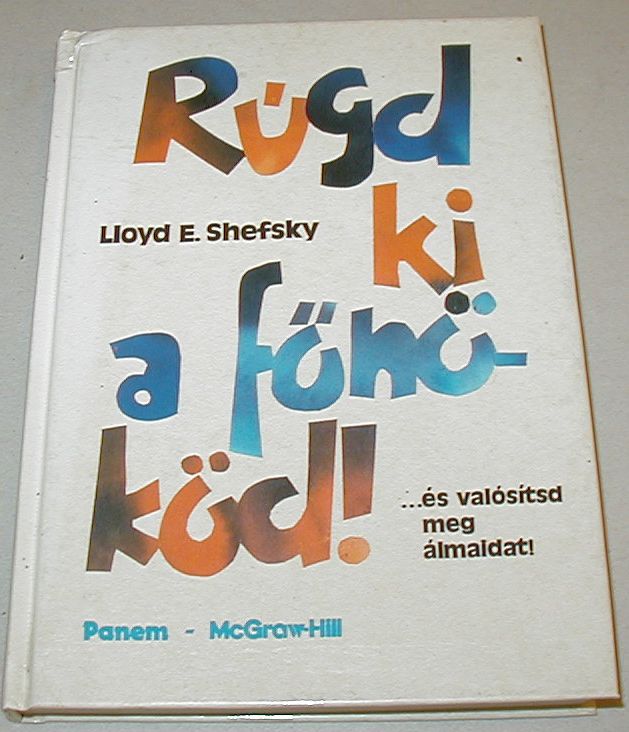 Rúgd
ki
Lloyd E. Shefsky
a főnö-
köd!
...és valósítsd
meg
álmaidat!
Panem - McGraw-Hill